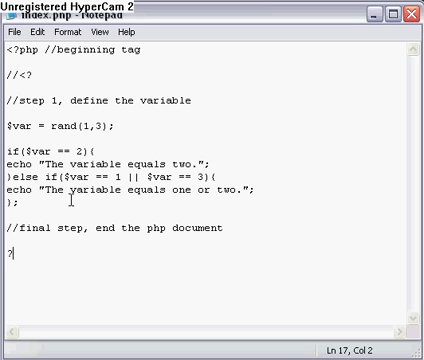 Unregistered HyperCam 2
index.php - Notepad
File Edit Format View Help
<?php //beginning tag
//<?
//step 1, define the variable
$var = rand(1,3);
if($var == 2){
echo "The variable equals two.";
}else if($var == 1 || $var == 3){
echo "The variable equals one or two.";
};
//final step, end the php document
?
Ln 17, Col 2